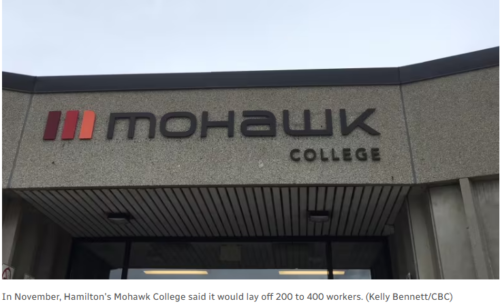 mohawk
COLLEGE
In November, Hamilton's Mohawk College said it would lay off 200 to 400 workers. (Kelly Bennett/CBC)